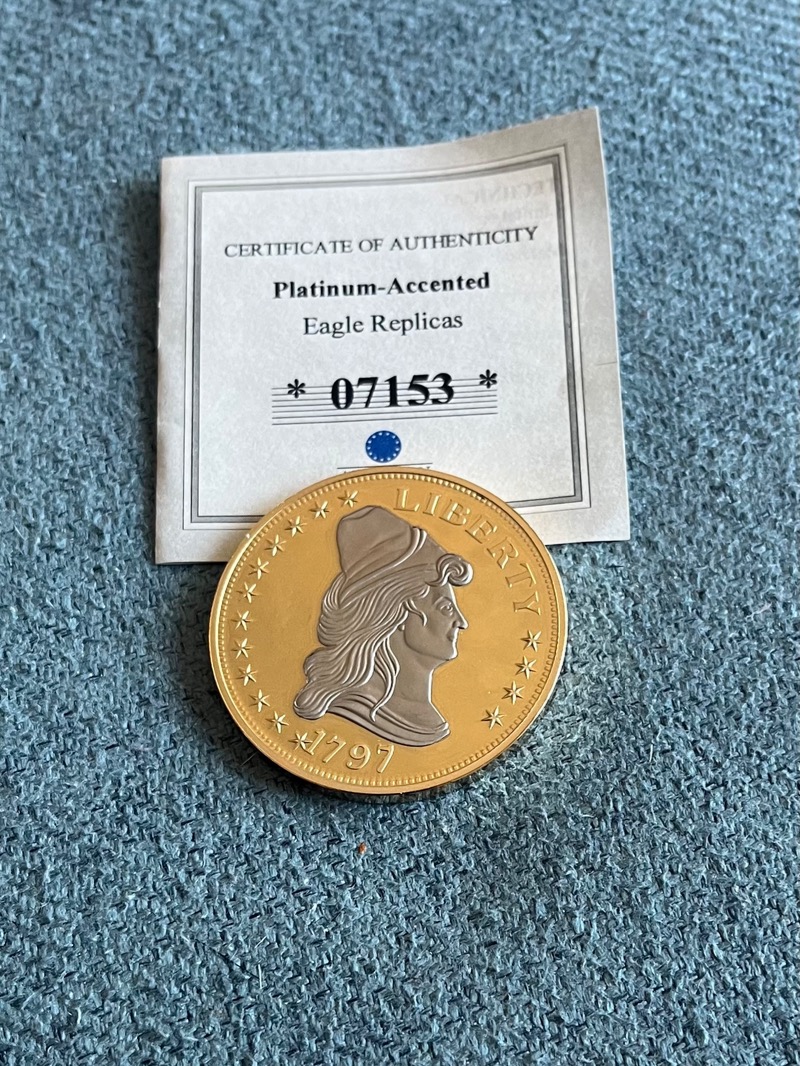 CERTIFICATE OF AUTHENTICITY
Platinum-Accented
Eagle Replicas
* 07153 *
LIBERTY
1797